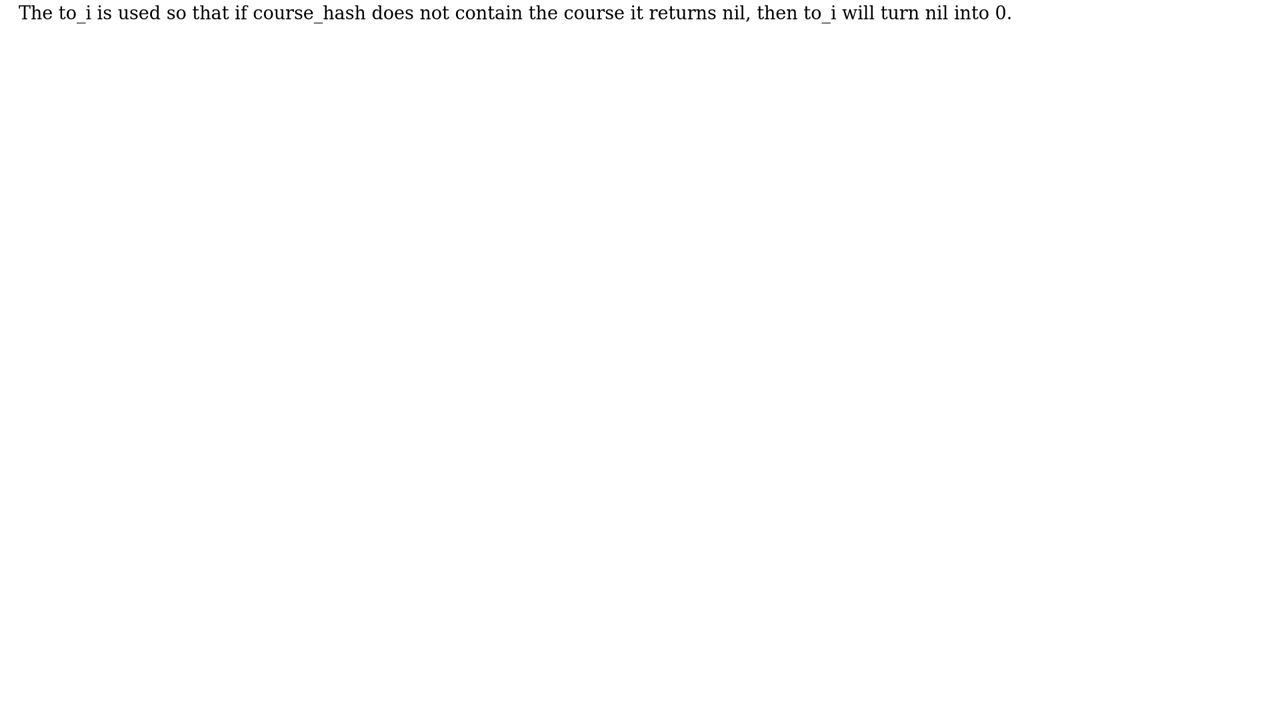 The to_i is used so that if course_hash does not contain the course it returns nil, then to_i will turn nil into 0.